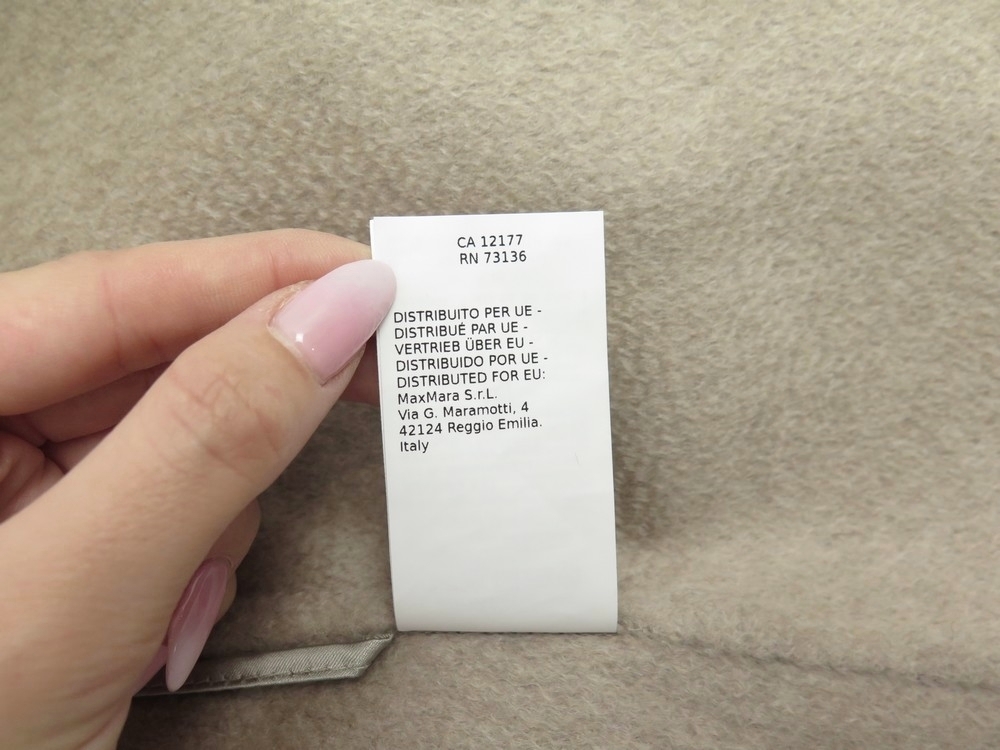 CA 12177
RN 73136
DISTRIBUITO PER UE -
DISTRIBUÉ PAR UE -
VERTRIEB ÜBER EU -
DISTRIBUIDO POR UE -
DISTRIBUTED FOR EU:
MaxMara S.r.L.
Via G. Maramotti, 4
42124 Reggio Emilia.
Italy